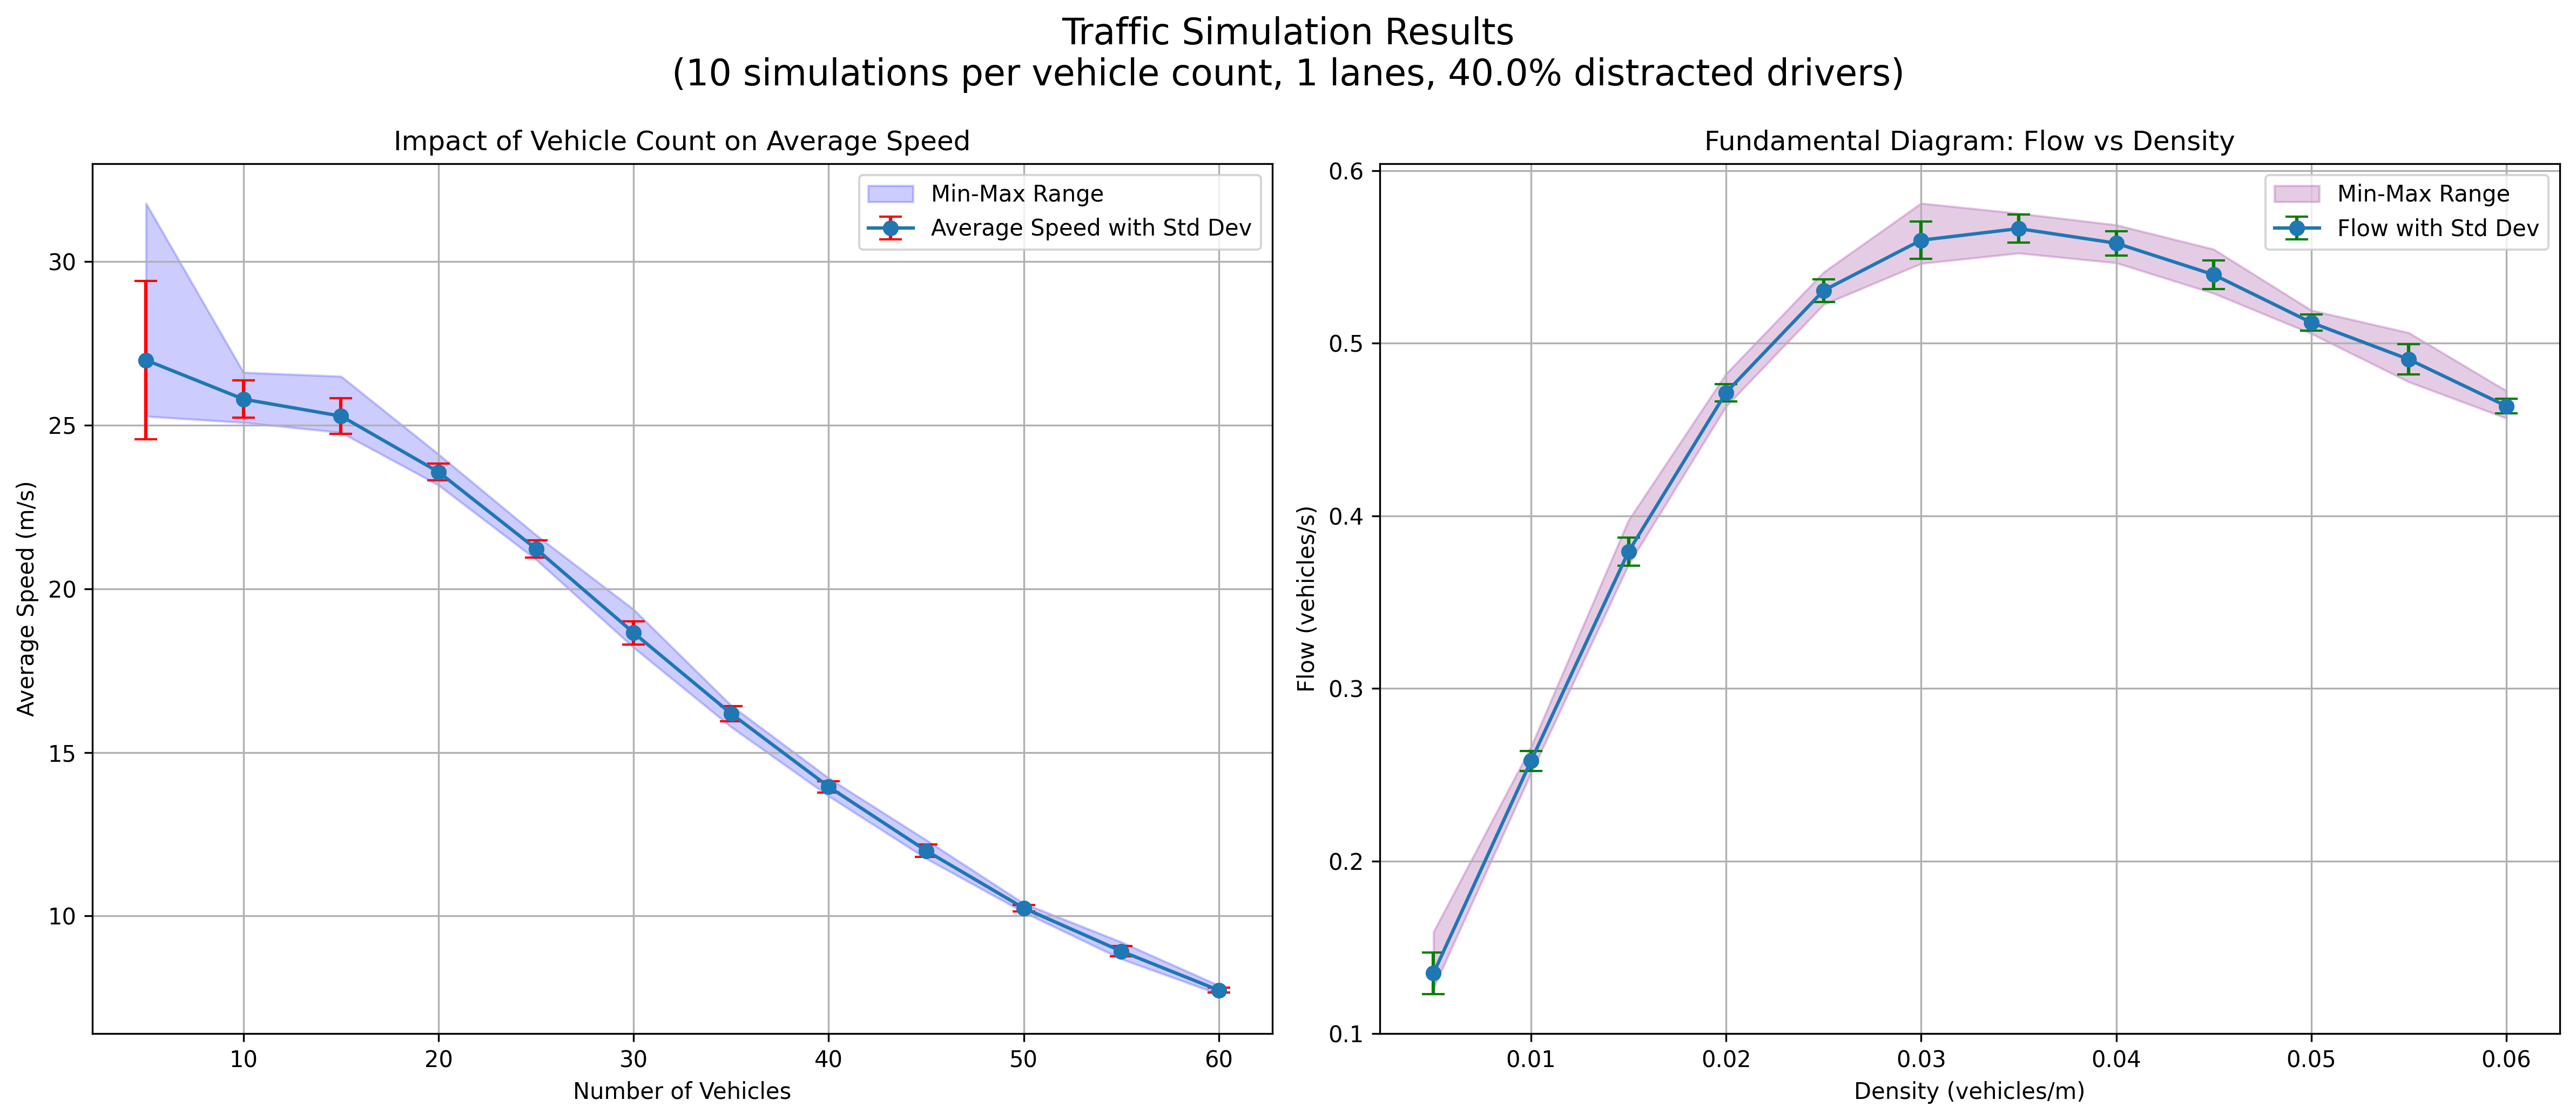 Traffic Simulation Results
(10 simulations per vehicle count, 1 lanes, 40.0% distracted drivers)
Impact of Vehicle Count on Average Speed
Min-Max Range
Average Speed with Std Dev
30
25
20
15
10
Average Speed (m/s)
10
20
30
40
50
60
Number of Vehicles
Fundamental Diagram: Flow vs Density
Min-Max Range
Flow with Std Dev
0.6
0.5
0.4
0.3
0.2
0.1
Flow (vehicles/s)
0.01
0.02
0.03
0.04
0.05
0.06
Density (vehicles/m)